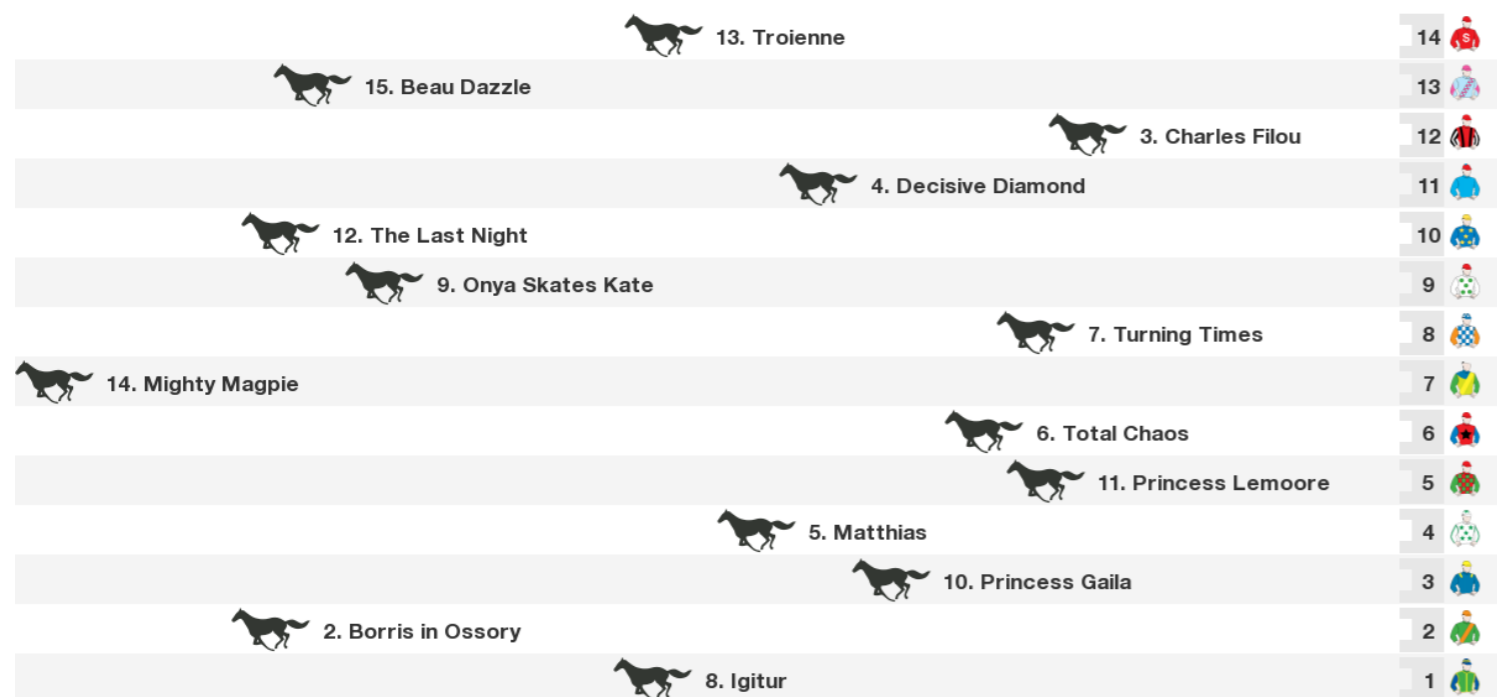 13. Troienne 14 S
15. Beau Dazzle 13
3. Charles Filou 12
4. Decisive Diamond 11
12. The Last Night 10
9. Onya Skates Kate 9
7. Turning Times 8
14. Mighty Magpie 7
6. Total Chaos 6
11. Princess Lemoore 5
5. Matthias 4
10. Princess Gaila 3
2. Borris in Ossory 2
8. Igitur 1